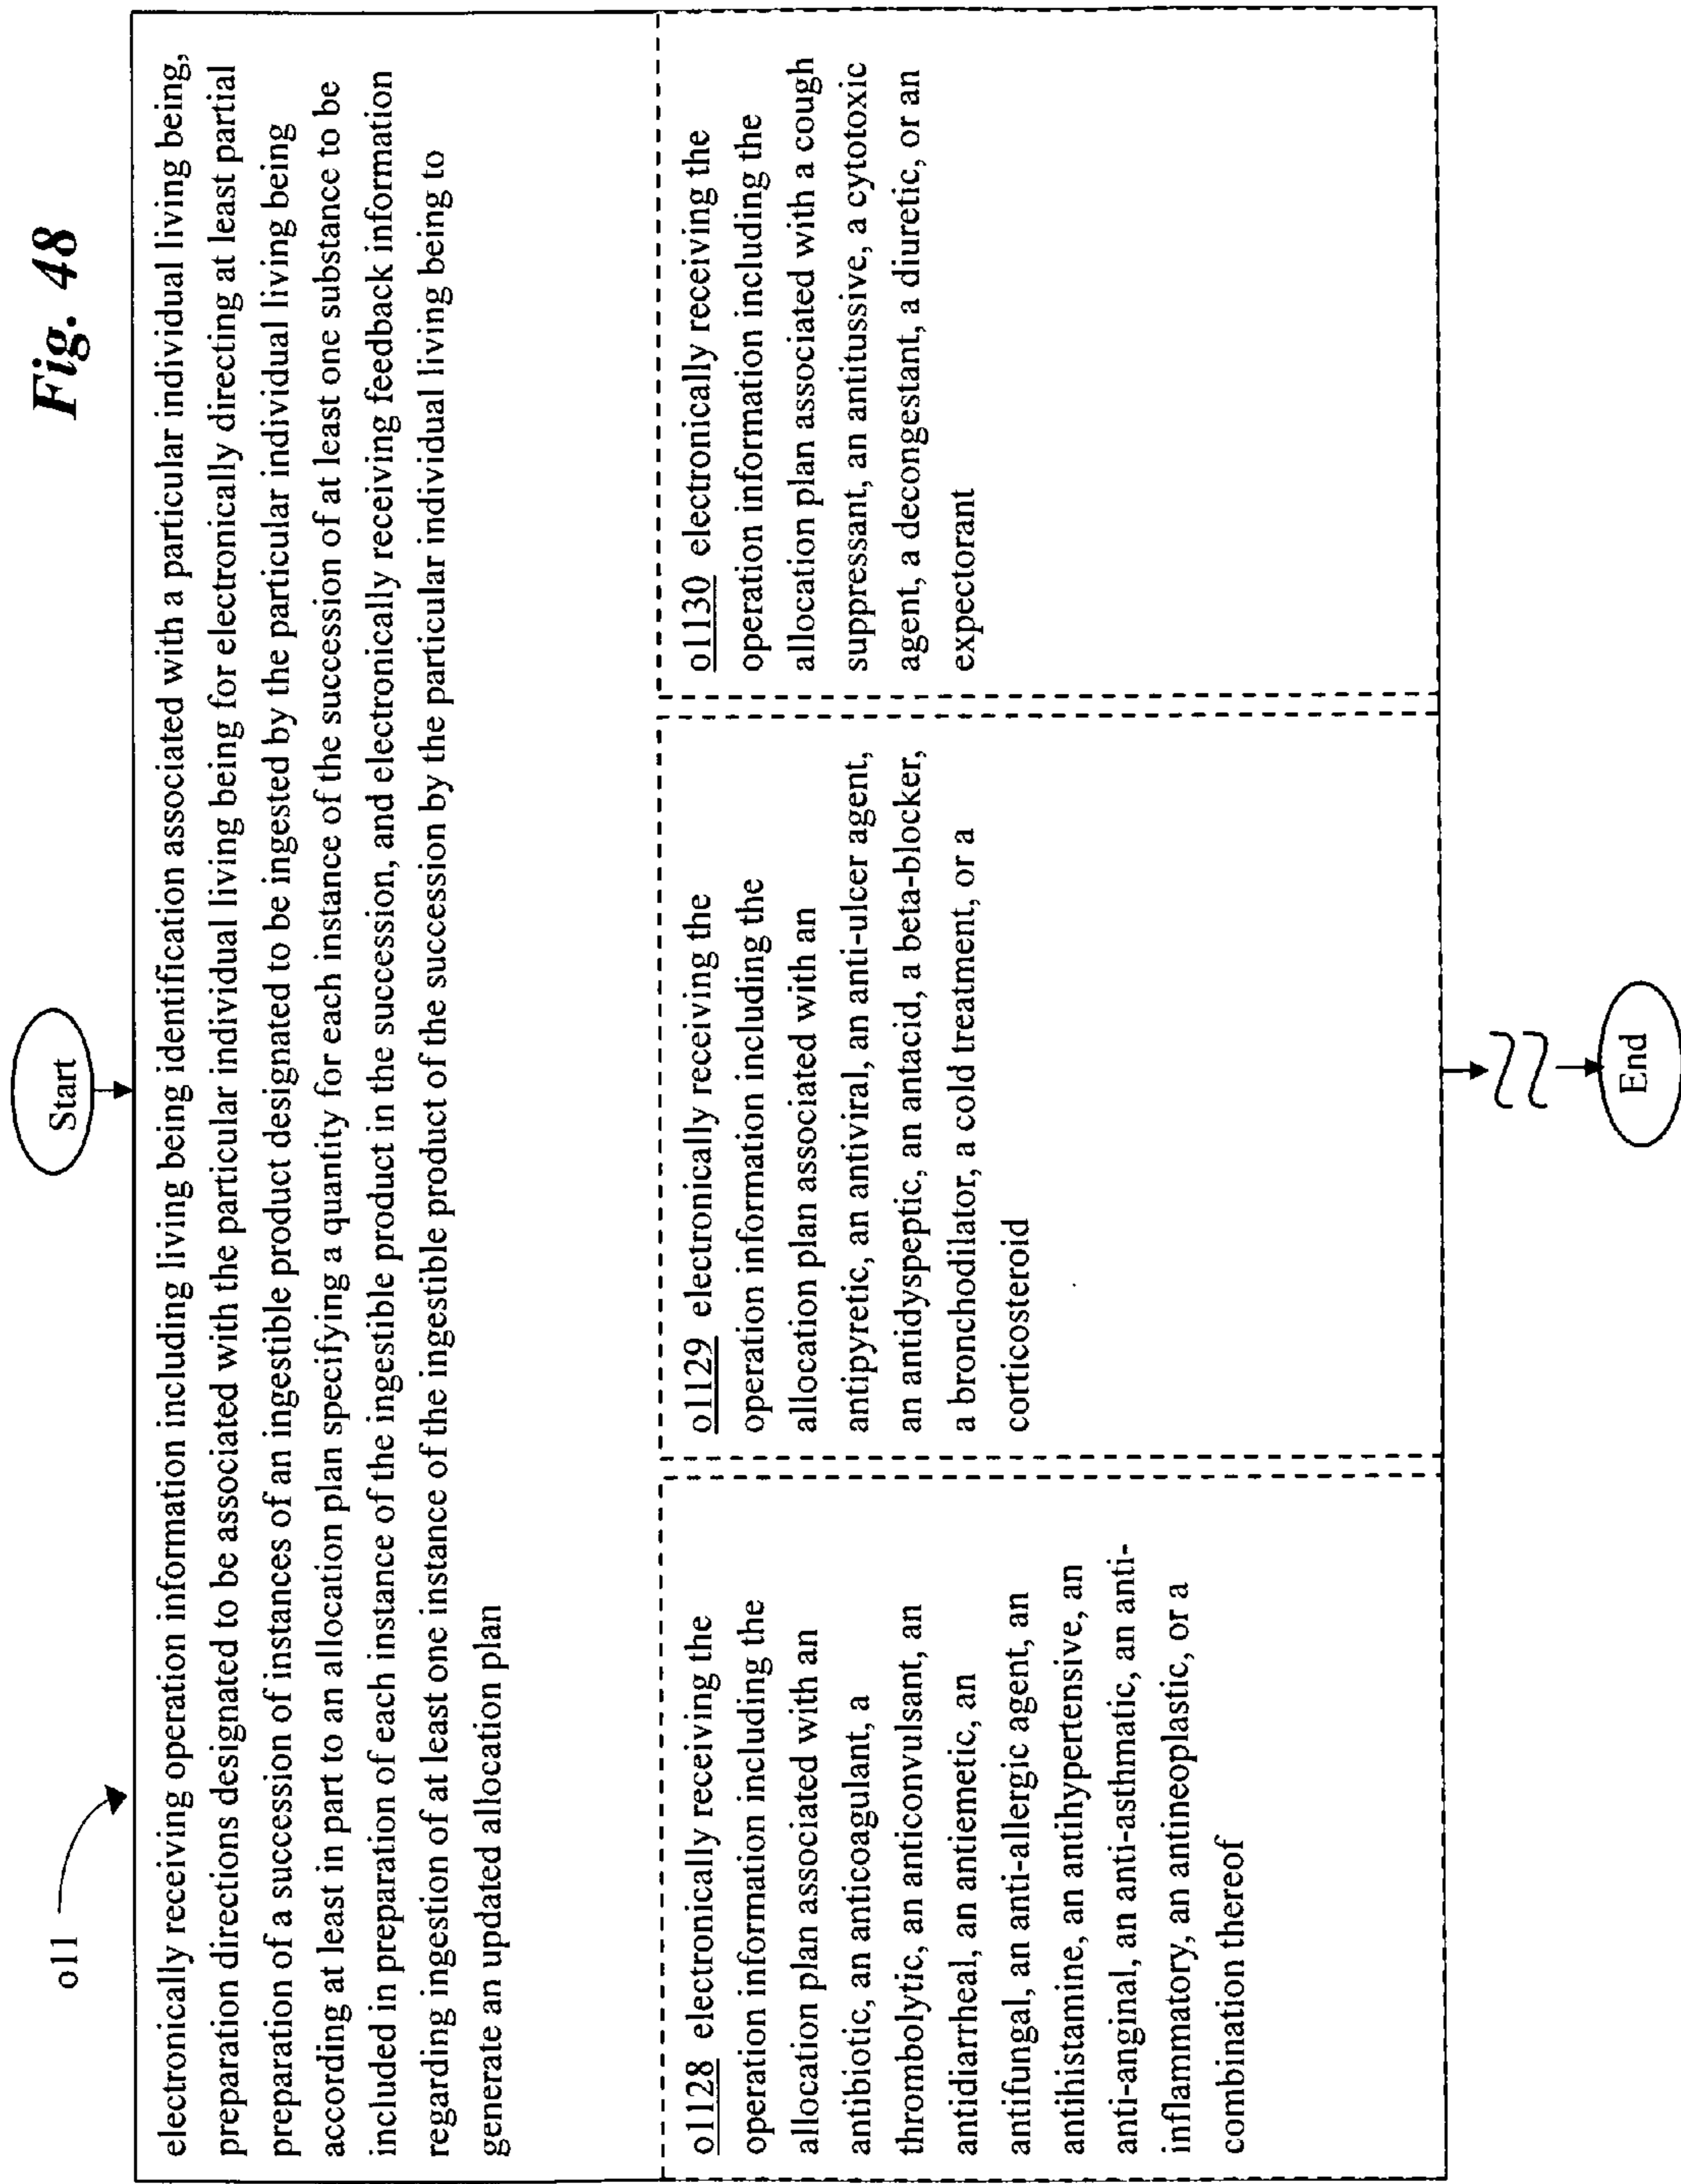 Fig. 48
Start
o11
electronically receiving operation information including living being identification associated with a particular individual living being,
preparation directions designated to be associated with the particular individual living being for electronically directing at least partial
preparation of a succession of instances of an ingestible product designated to be ingested by the particular individual living being
according at least in part to an allocation plan specifying a quantity for each instance of the succession of at least one substance to be
included in preparation of each instance of the ingestible product in the succession, and electronically receiving feedback information
regarding ingestion of at least one instance of the ingestible product of the succession by the particular individual living being to
generate an updated allocation plan
o1128 electronically receiving the
operation information including the
allocation plan associated with an
antibiotic, an anticoagulant, a
thrombolytic, an anticonvulsant, an
antidiarrheal, an antiemetic, an
antifungal, an anti-allergic agent, an
antihistamine, an antihypertensive, an
anti-anginal, an anti-asthmatic, an anti-
inflammatory, an antineoplastic, or a
combination thereof
o1129 electronically receiving the
operation information including the
allocation plan associated with an
antipyretic, an antiviral, an anti-ulcer agent,
an antidyspeptic, an antacid, a beta-blocker,
a bronchodilator, a cold treatment, or a
corticosteroid
o1130 electronically receiving the
operation information including the
allocation plan associated with a cough
suppressant, an antitussive, a cytotoxic
agent, a decongestant, a diuretic, or an
expectorant
End